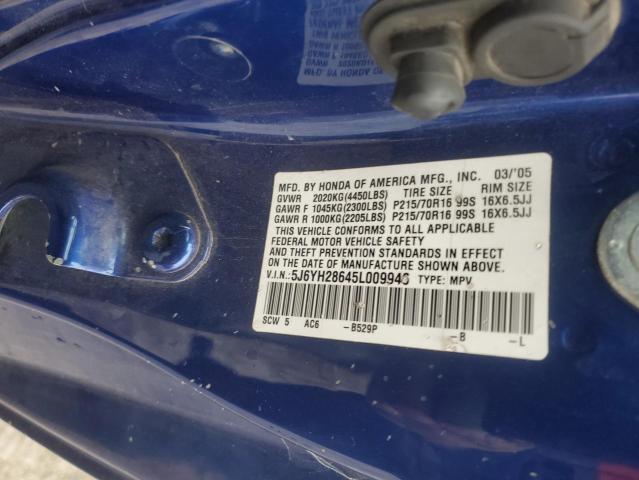 MFD. BY HONDA OF AMERICA MFG., INC. 03/'05
GVWR 2020KG(4450LBS) TIRE SIZE RIM SIZE
GAWR F 1045KG(2300LBS) P215/70R16 99S 16X6.5JJ
GAWR R 1000KG(2205LBS) P215/70R16 99S 16X6.5JJ
THIS VEHICLE CONFORMS TO ALL APPLICABLE
FEDERAL MOTOR VEHICLE SAFETY
AND THEFT PREVENTION STANDARDS IN EFFECT
ON THE DATE OF MANUFACTURE SHOWN ABOVE.
V.I.N.: TYPE: MPV
SCW 5 AC6 -B529P -B -L